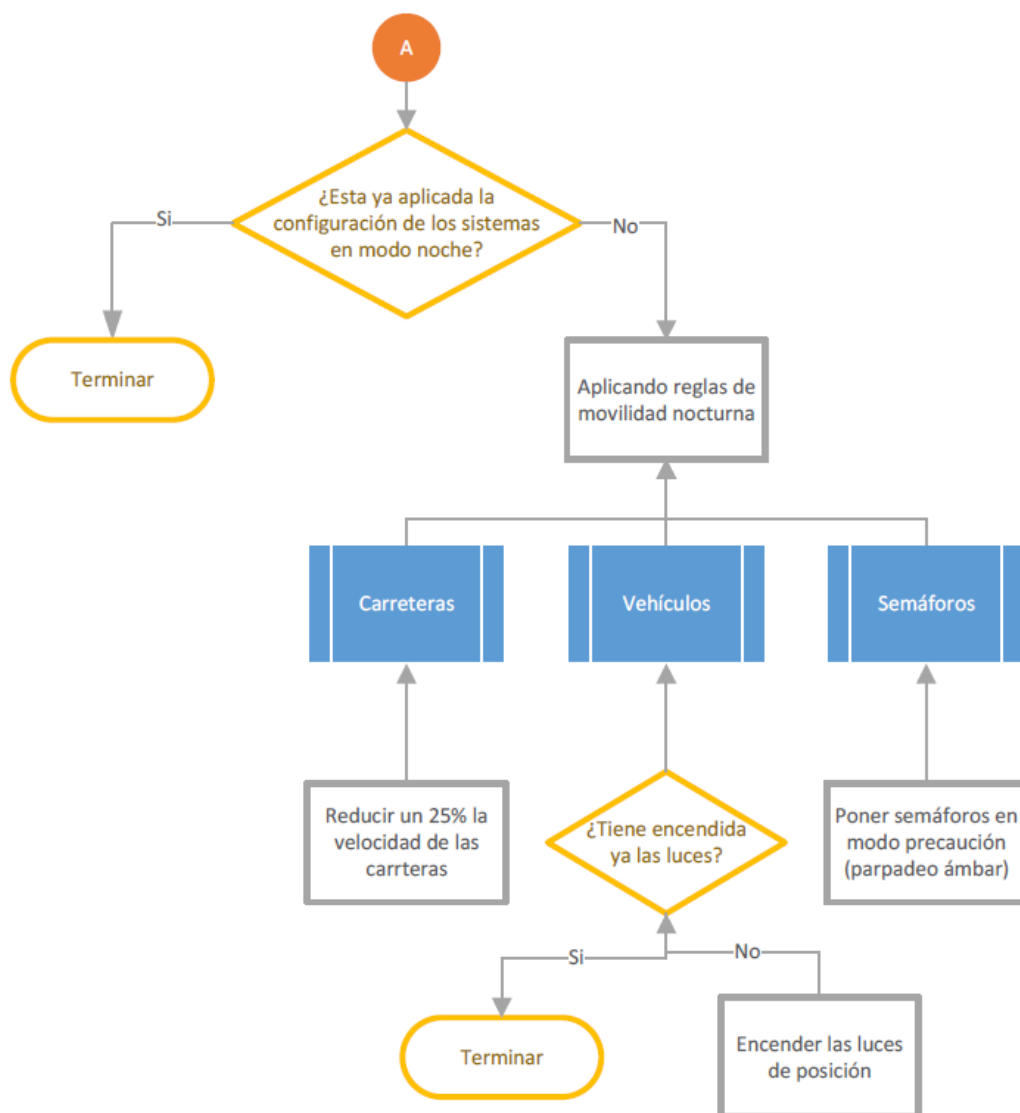 A
¿Esta ya aplicada la
configuración de los sistemas
en modo noche?
Si
No
Terminar
Aplicando reglas de
movilidad nocturna
Carreteras
Vehículos
Semáforos
Reducir un 25% la
velocidad de las
carrteras
¿Tiene encendida
ya las luces?
Poner semáforos en
modo precaución
(parpadeo ámbar)
Si
No
Terminar
Encender las luces
de posición